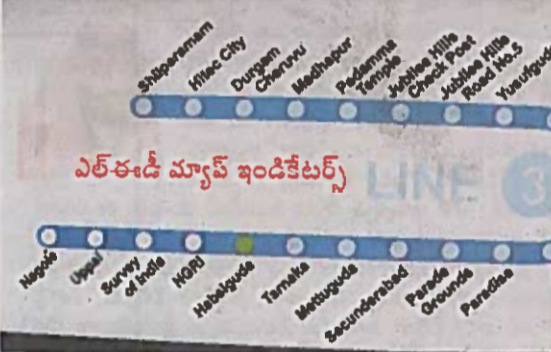 Shilparamam
Hitec City
Durgam
Cheruvu
Madhapur
Peddamma
Temple
Jubilee Hills
Check Post
Jubilee Hills
Road No.5
Yusufguda
ఎల్ఈడీ మ్యాప్ ఇండికేటర్స్
LINE 3
Nagole
Uppal
Survey
of India
NGRI
Habsiguda
Tarnaka
Mettuguda
Secunderabad
Parade
Grounds
Paradise